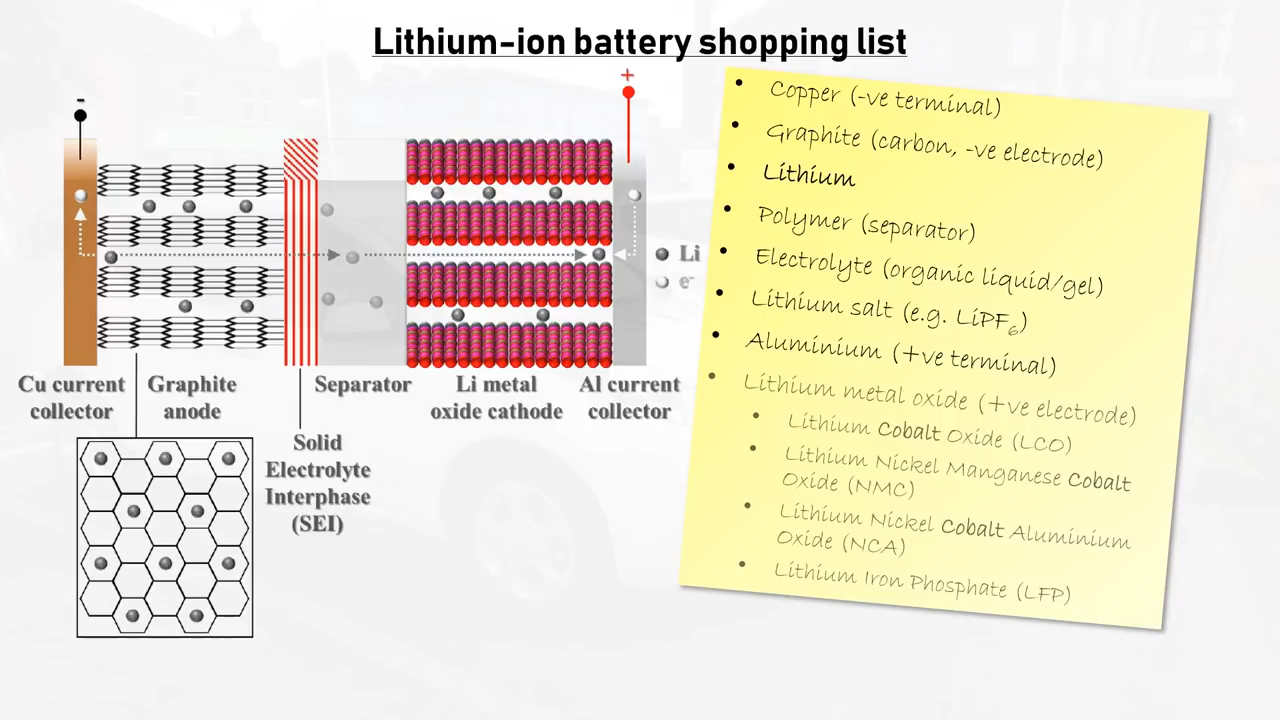 Lithium-ion battery shopping list
-
+
Li
e⁻
Cu current
collector
Graphite
anode
Separator
Li metal
oxide cathode
Al current
collector
Solid
Electrolyte
Interphase
(SEI)
• Copper (-ve terminal)
• Graphite (carbon, -ve electrode)
• Lithium
• Polymer (separator)
• Electrolyte (organic liquid/gel)
• Lithium salt (e.g. LiPF₆)
• Aluminium (+ve terminal)
• Lithium metal oxide (+ve electrode)
• Lithium Cobalt Oxide (LCO)
• Lithium Nickel Manganese Cobalt
Oxide (NMC)
• Lithium Nickel Cobalt Aluminium
Oxide (NCA)
• Lithium Iron Phosphate (LFP)